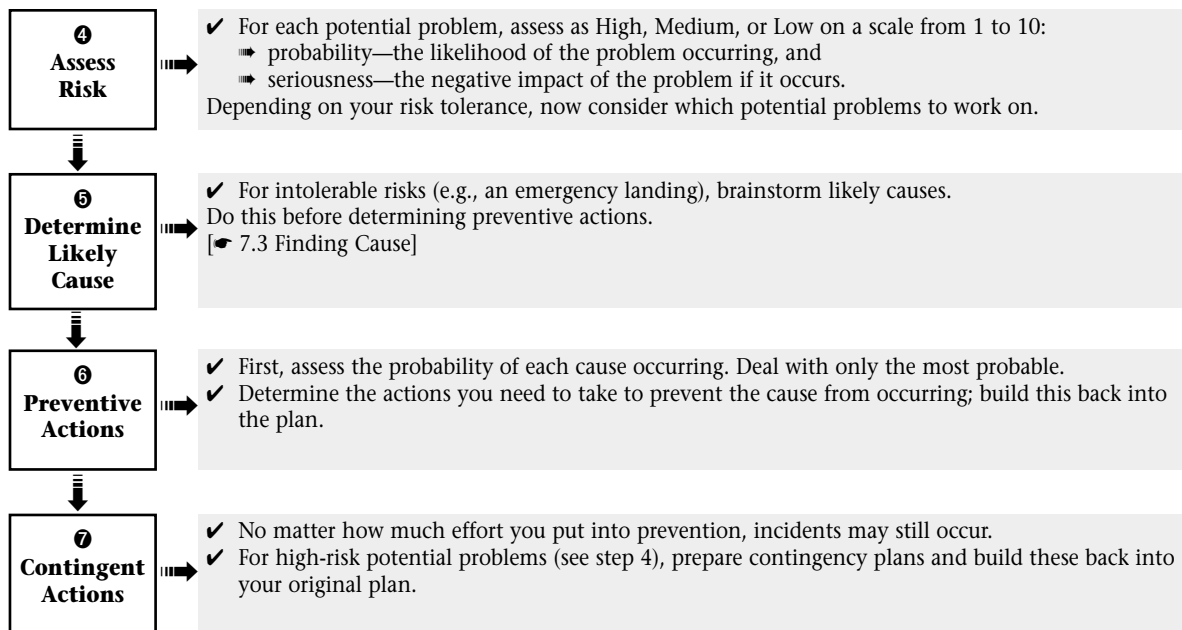 ❹
Assess
Risk
✔ For each potential problem, assess as High, Medium, or Low on a scale from 1 to 10:
➠ probability—the likelihood of the problem occurring, and
➠ seriousness—the negative impact of the problem if it occurs.
Depending on your risk tolerance, now consider which potential problems to work on.
❺
Determine
Likely
Cause
✔ For intolerable risks (e.g., an emergency landing), brainstorm likely causes.
Do this before determining preventive actions.
[☛ 7.3 Finding Cause]
❻
Preventive
Actions
✔ First, assess the probability of each cause occurring. Deal with only the most probable.
✔ Determine the actions you need to take to prevent the cause from occurring; build this back into
the plan.
❼
Contingent
Actions
✔ No matter how much effort you put into prevention, incidents may still occur.
✔ For high-risk potential problems (see step 4), prepare contingency plans and build these back into
your original plan.